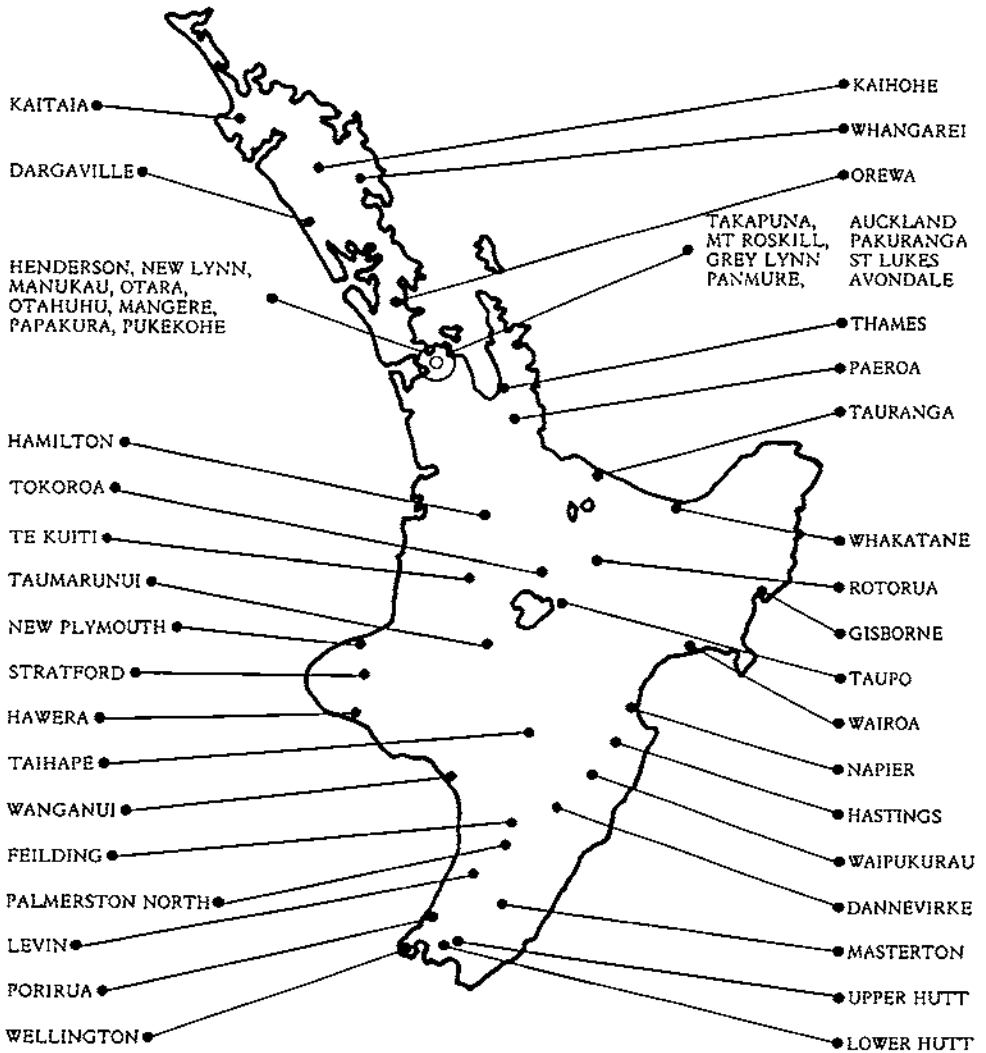 KAITAIA
DARGAVILLE
HENDERSON, NEW LYNN,
MANUKAU, OTARA,
OTAHUHU, MANGERE,
PAPAKURA, PUKEKOHE
HAMILTON
TOKOROA
TE KUITI
TAUMARUNUI
NEW PLYMOUTH
STRATFORD
HAWERA
TAIHAPE
WANGANUI
FEILDING
PALMERSTON NORTH
LEVIN
PORIRUA
WELLINGTON
KAIHOHE
WHANGAREI
OREWA
TAKAPUNA, AUCKLAND
MT ROSKILL, PAKURANGA
GREY LYNN ST LUKES
PANMURE, AVONDALE
THAMES
PAEROA
TAURANGA
WHAKATANE
ROTORUA
GISBORNE
TAUPO
WAIROA
NAPIER
HASTINGS
WAIPUKURAU
DANNEVIRKE
MASTERTON
UPPER HUTT
LOWER HUTT